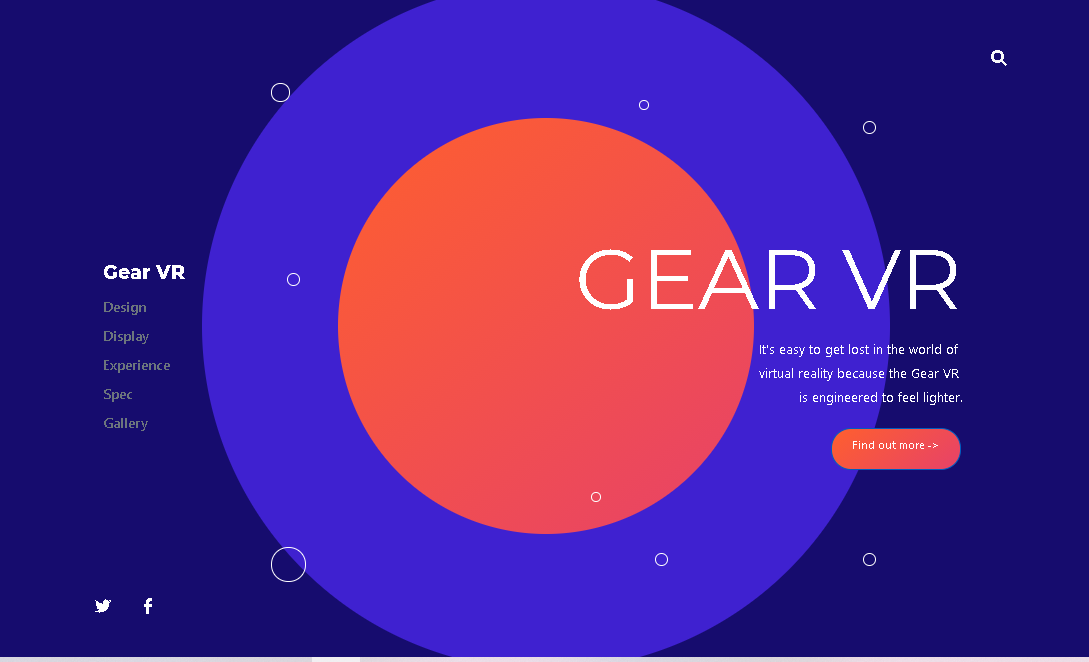 Gear VR
Design
Display
Experience
Spec
Gallery
GEAR VR
It's easy to get lost in the world of
virtual reality because the Gear VR
is engineered to feel lighter.
Find out more ->